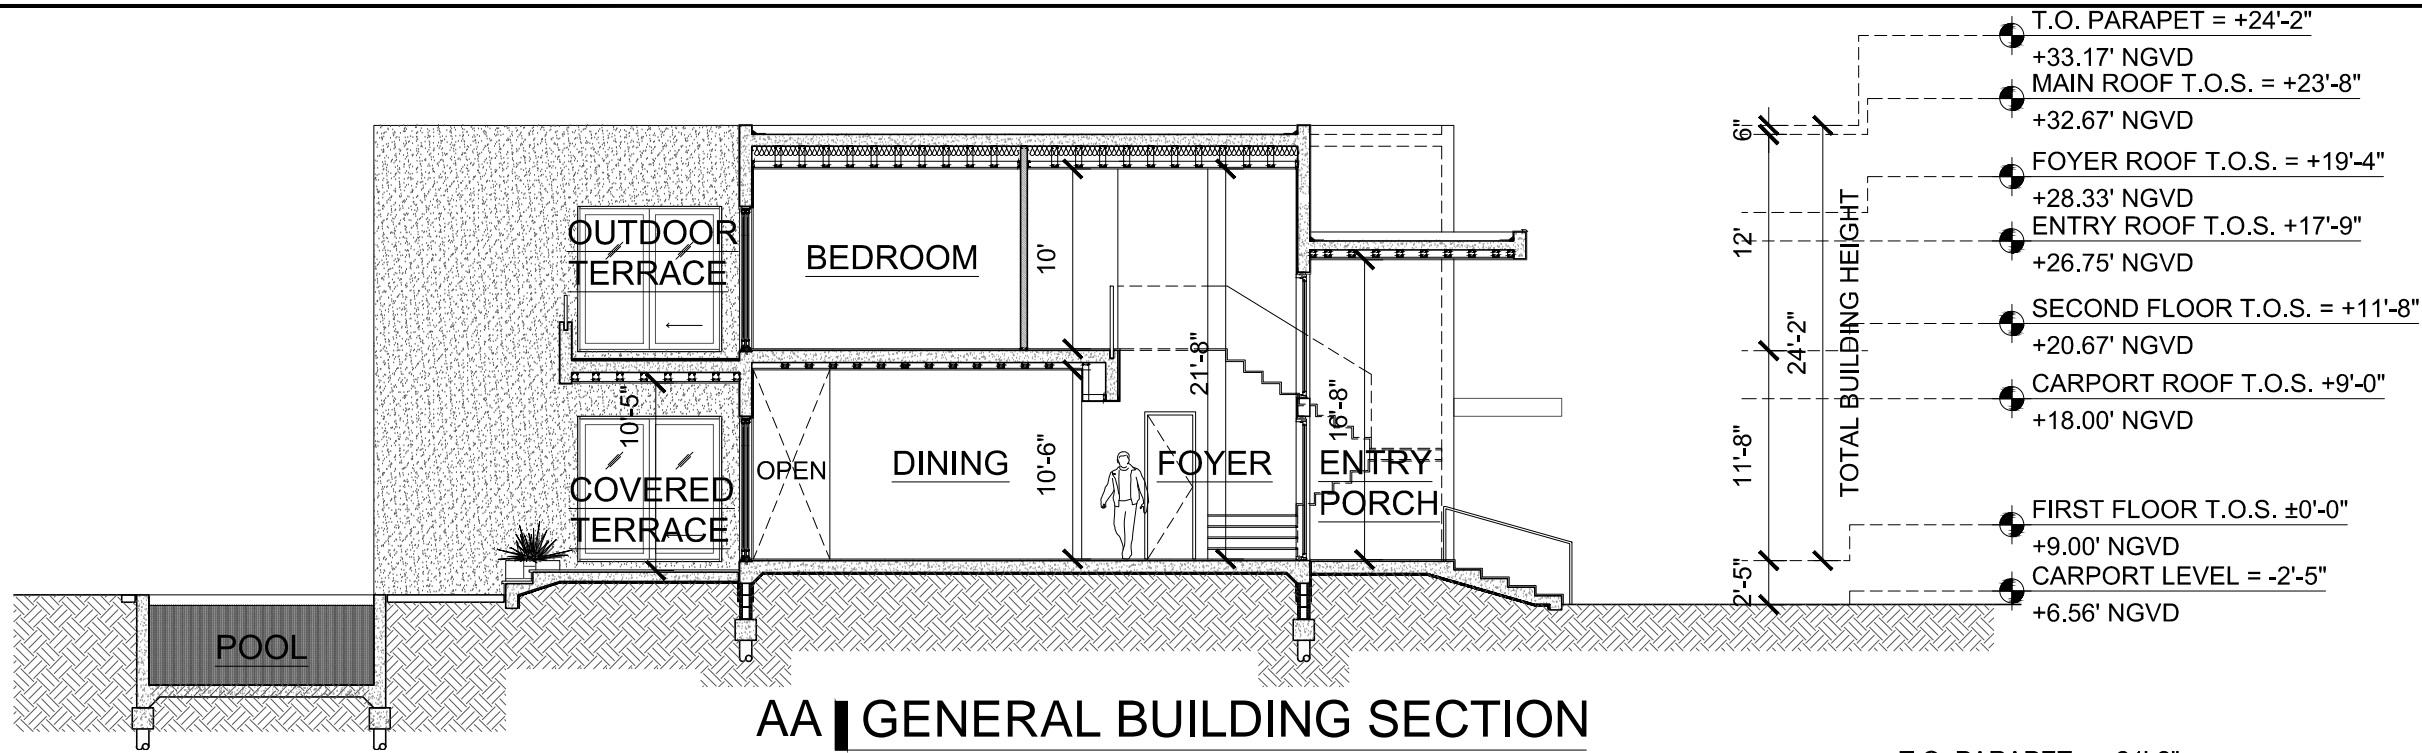 T.O. PARAPET = +24'-2"
+33.17' NGVD
MAIN ROOF T.O.S. = +23'-8"
+32.67' NGVD
FOYER ROOF T.O.S. = +19'-4"
+28.33' NGVD
ENTRY ROOF T.O.S. +17'-9"
+26.75' NGVD
SECOND FLOOR T.O.S. = +11'-8"
+20.67' NGVD
CARPORT ROOF T.O.S. +9'-0"
+18.00' NGVD
FIRST FLOOR T.O.S. ±0'-0"
+9.00' NGVD
CARPORT LEVEL = -2'-5"
+6.56' NGVD
6"
12'
11'-8"
2'-5"
24'-2"
TOTAL BUILDING HEIGHT
OUTDOOR
TERRACE
BEDROOM
10'
21'-8"
16'-8"
10'-5"
10'-6"
COVERED
TERRACE
OPEN
DINING
FOYER
ENTRY
PORCH
POOL
AA GENERAL BUILDING SECTION